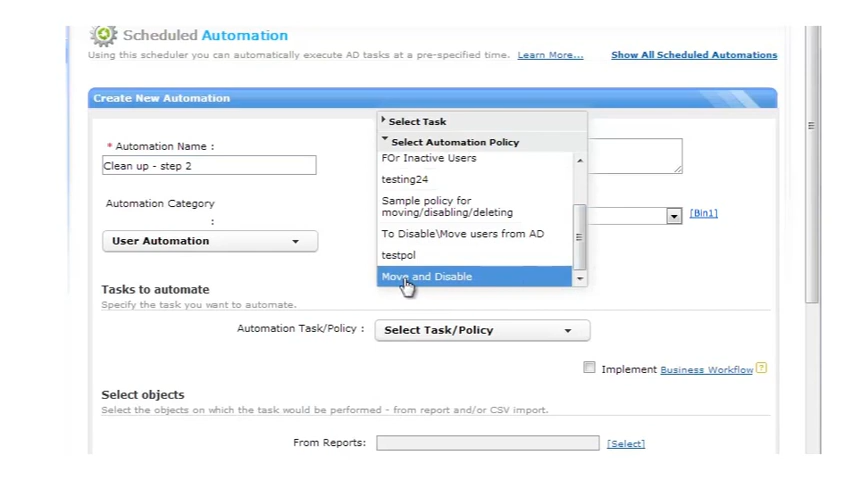 Scheduled Automation
Using this scheduler you can automatically execute AD tasks at a pre-specified time. Learn More... Show All Scheduled Automations
Create New Automation
Select Task
Select Automation Policy
* Automation Name :
FOr Inactive Users
Clean up - step 2
testing24
Automation Category
:
Sample policy for
moving/disabling/deleting
[Bin1]
User Automation
To Disable\Move users from AD
testpol
Move and Disable
Tasks to automate
Specify the task you want to automate.
Automation Task/Policy : Select Task/Policy
Implement Business Workflow ?
Select objects
Select the objects on which the task would be performed - from report and/or CSV import.
From Reports: [Select]